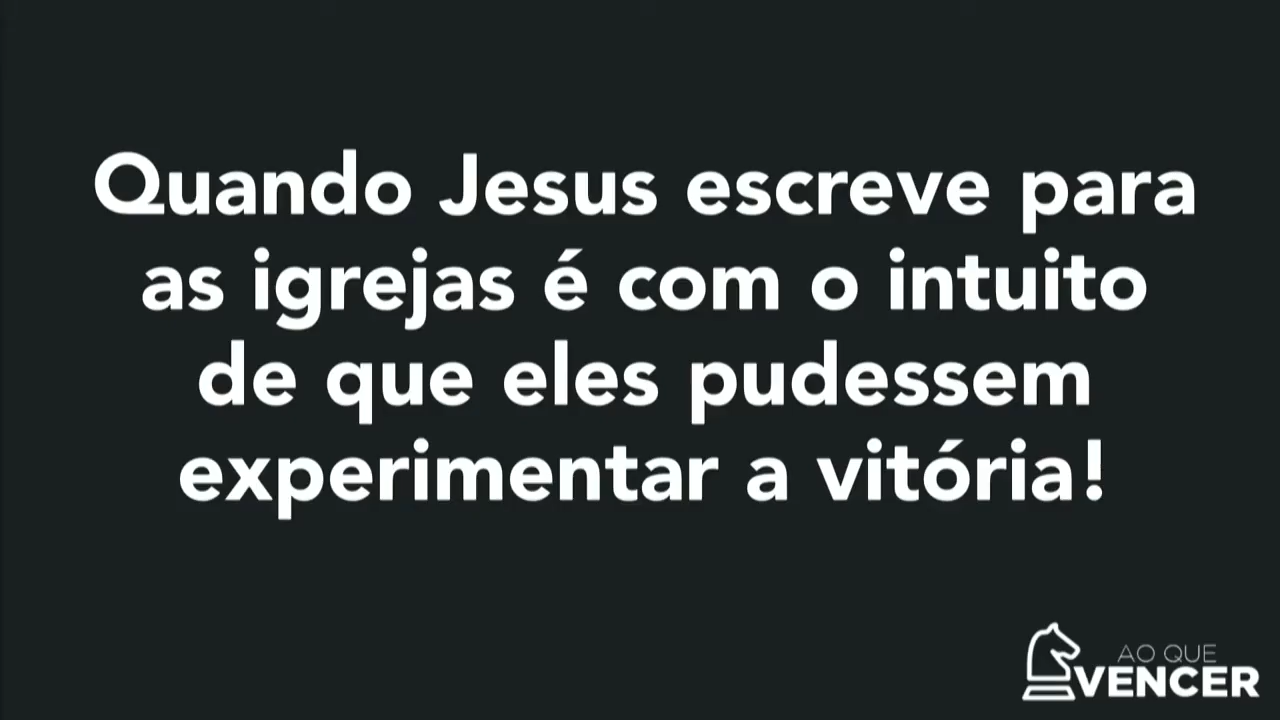 Quando Jesus escreve para
as igrejas é com o intuito
de que eles pudessem
experimentar a vitória!
AO QUE
VENCER